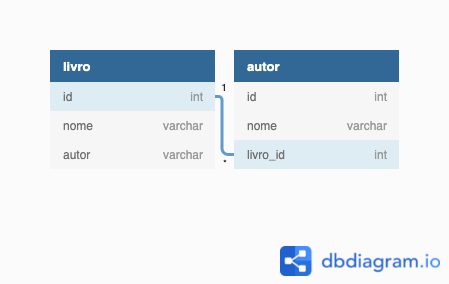 livro
id int
nome varchar
autor varchar
1
*
autor
id int
nome varchar
livro_id int
dbdiagram.io